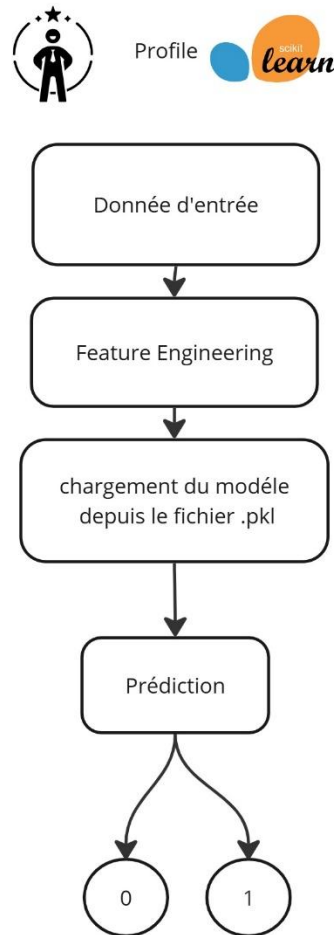 Profile
scikit
learn
Donnée d'entrée
Feature Engineering
chargement du modéle
depuis le fichier .pkl
Prédiction
0
1